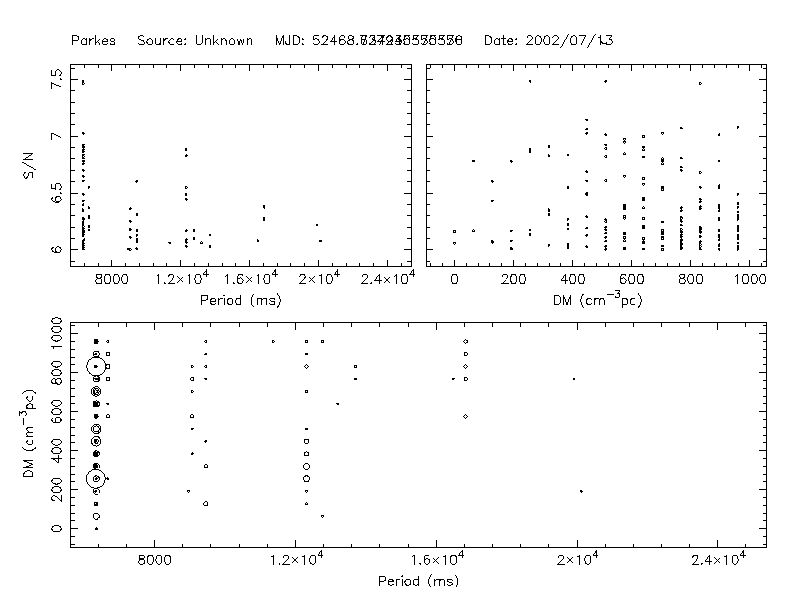 Parkes Source: Unknown MJD: Date: 2002/07/13
7.5
7
6.5
6
S/N
8000 1.2×10⁴ 1.6×10⁴ 2×10⁴ 2.4×10⁴
Period (ms)
0 200 400 600 800 1000
DM (cm⁻³pc)
1000
800
600
400
200
0
DM (cm⁻³pc)
8000 1.2×10⁴ 1.6×10⁴ 2×10⁴ 2.4×10⁴
Period (ms)